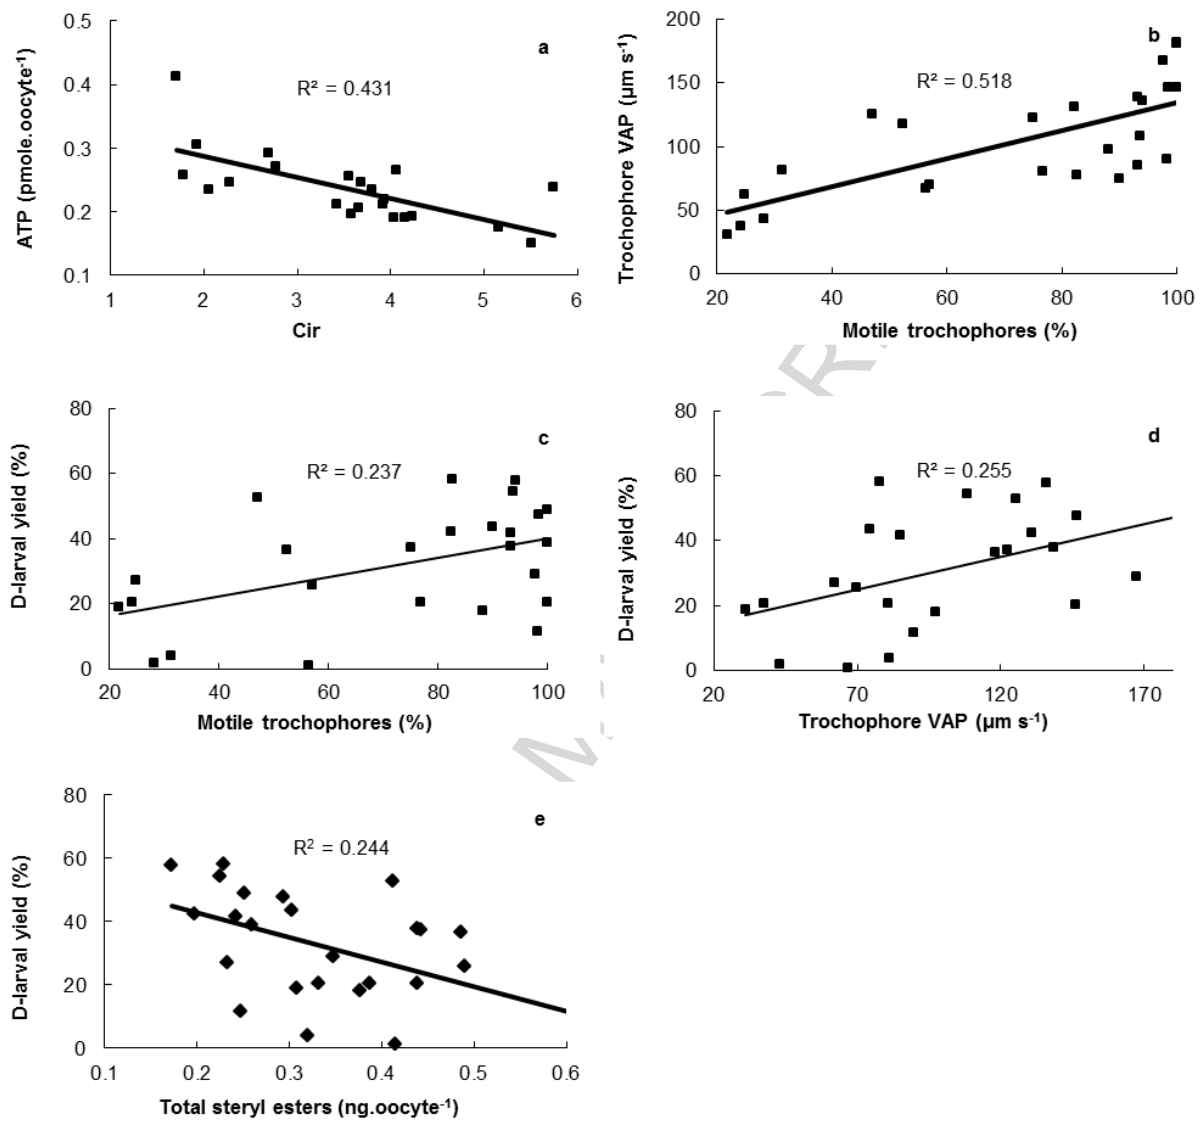 a
R² = 0.431
ATP (pmole.oocyte⁻¹)
0.5
0.4
0.3
0.2
0.1
1 2 3 4 5 6
Cir
b
R² = 0.518
Trochophore VAP (µm s⁻¹)
200
150
100
50
0
20 40 60 80 100
Motile trochophores (%)
c
R² = 0.237
D-larval yield (%)
80
60
40
20
0
20 40 60 80 100
Motile trochophores (%)
d
R² = 0.255
D-larval yield (%)
80
60
40
20
0
20 70 120 170
Trochophore VAP (µm s⁻¹)
e
R² = 0.244
D-larval yield (%)
80
60
40
20
0
0.1 0.2 0.3 0.4 0.5 0.6
Total steryl esters (ng.oocyte⁻¹)